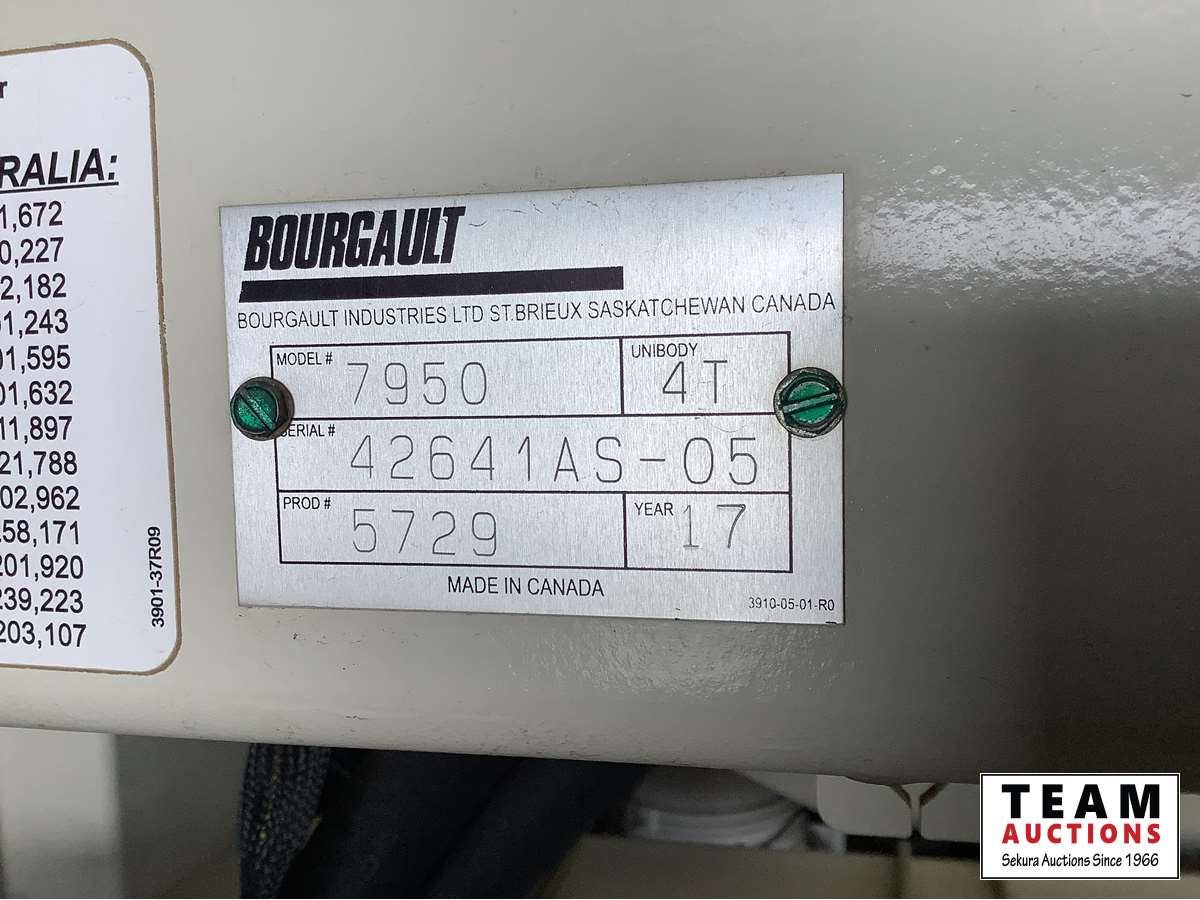 r
RALIA:
1,672
0,227
2,182
01,243
01,595
01,632
11,897
21,788
02,962
258,171
201,920
239,223
203,107
3901-37R09
BOURGAULT
BOURGAULT INDUSTRIES LTD ST.BRIEUX SASKATCHEWAN CANADA
MODEL # 7950 UNIBODY 4T
SERIAL # 42641AS-05
PROD # 5729 YEAR 17
MADE IN CANADA
3910-05-01-R0
TEAM
AUCTIONS
Sekura Auctions Since 1966